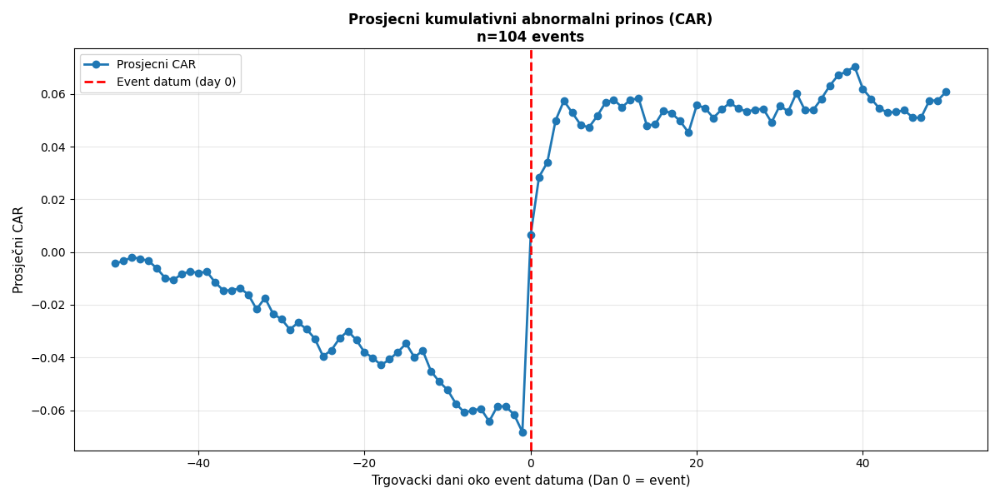 Prosjecni kumulativni abnormalni prinos (CAR)
n=104 events
Prosjecni CAR
Event datum (day 0)
Prosječni CAR
0.06
0.04
0.02
0.00
−0.02
−0.04
−0.06
−40
−20
0
20
40
Trgovacki dani oko event datuma (Dan 0 = event)